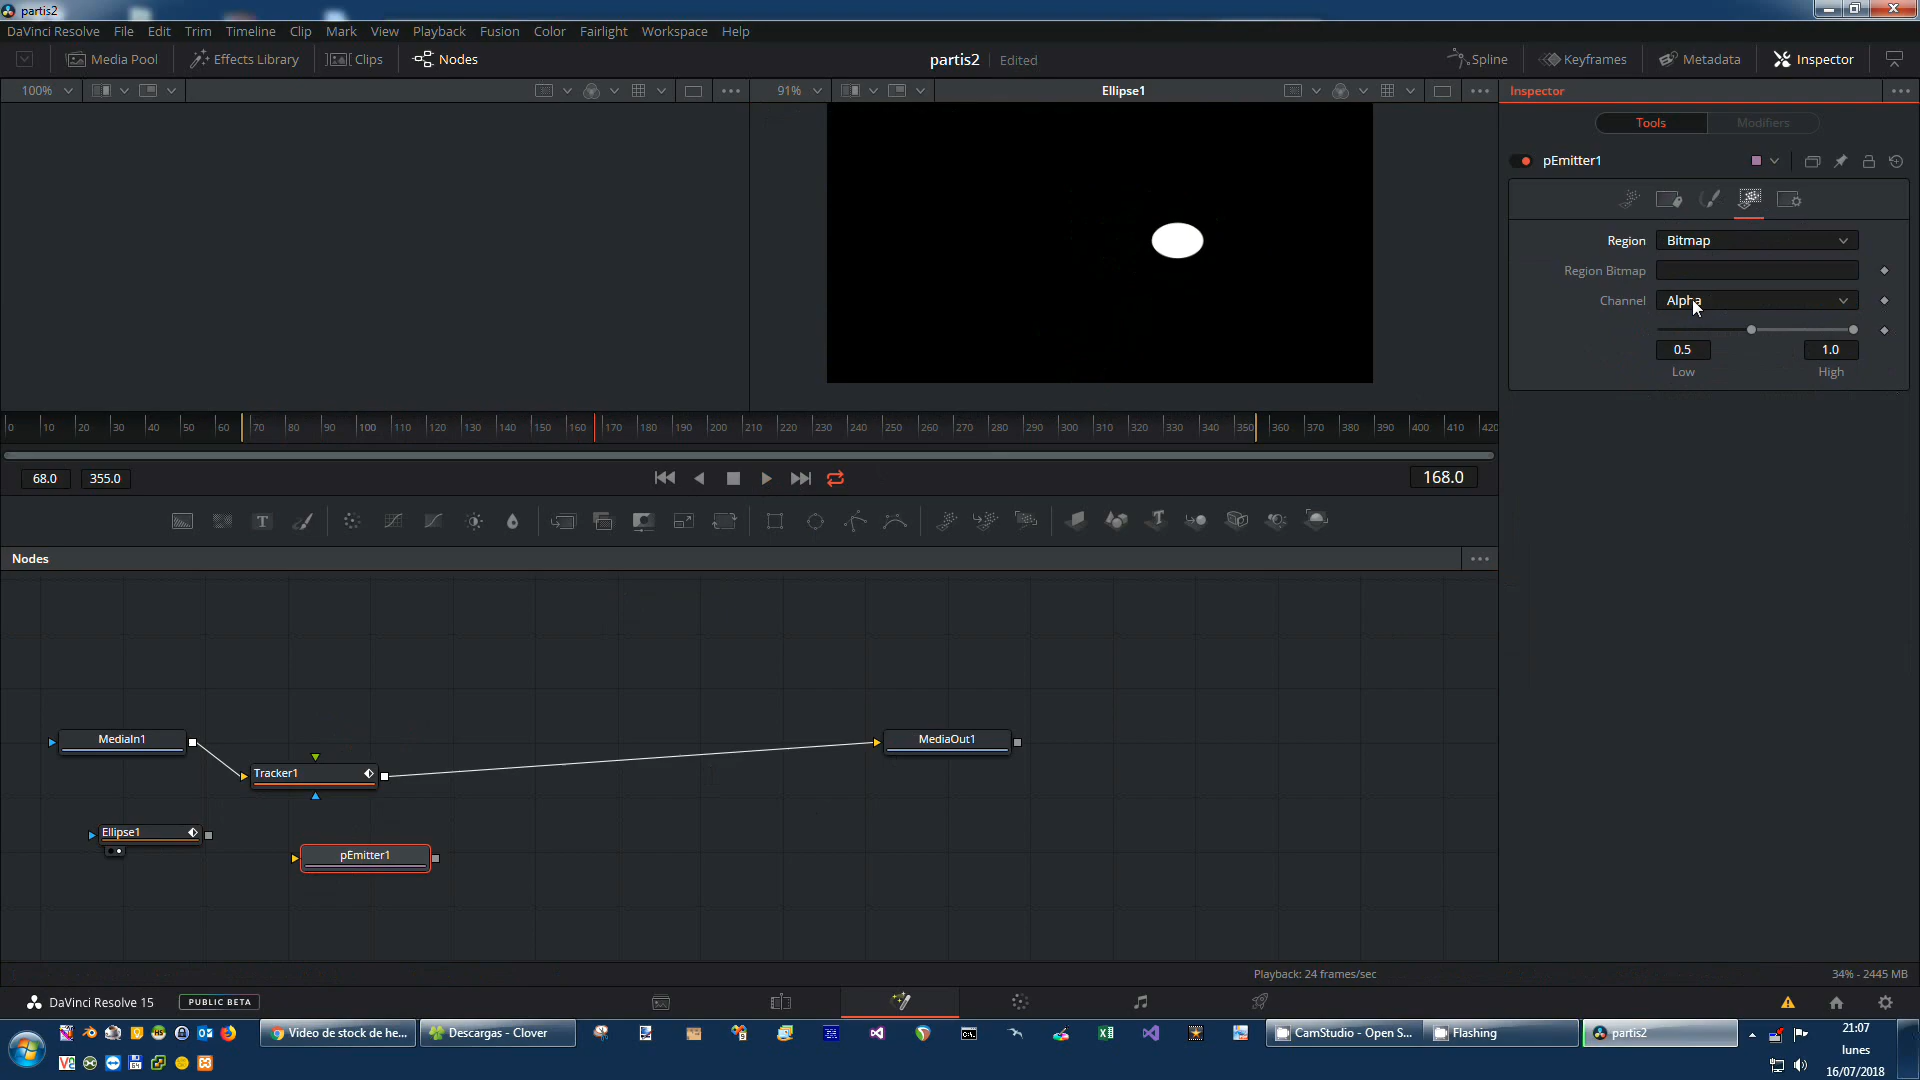 partis2
DaVinci Resolve File Edit Trim Timeline Clip Mark View Playback Fusion Color Fairlight Workspace Help
Media Pool Effects Library Clips Nodes partis2 Edited Spline Keyframes Metadata Inspector
100% 91% Ellipse1 Inspector
Tools Modifiers
pEmitter1
Region Bitmap
Region Bitmap
Channel Alpha
0.5 1.0
Low High
0 10 20 30 40 50 60 70 80 90 100 110 120 130 140 150 160 170 180 190 200 210 220 230 240 250 260 270 280 290 300 310 320 330 340 350 360 370 380 390 400 410 420
68.0 355.0 168.0
Nodes
MediaIn1 MediaOut1
Tracker1
Ellipse1
pEmitter1
Playback: 24 frames/sec 34% - 2445 MB
DaVinci Resolve 15 PUBLIC BETA
Video de stock de he... Descargas - Clover CamStudio - Open S... Flashing partis2 21:07
lunes
16/07/2018